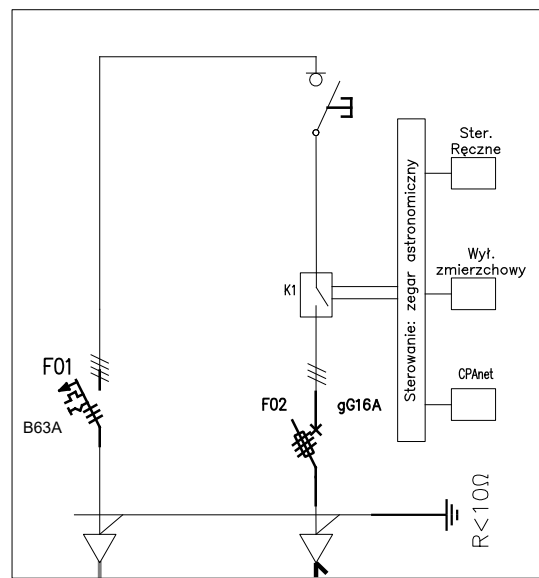 Ster.
Ręczne
Sterowanie: zegar astronomiczny
Wył.
zmierzchowy
K1
CPAnet
F01
B63A
F02 gG16A
R<10Ω